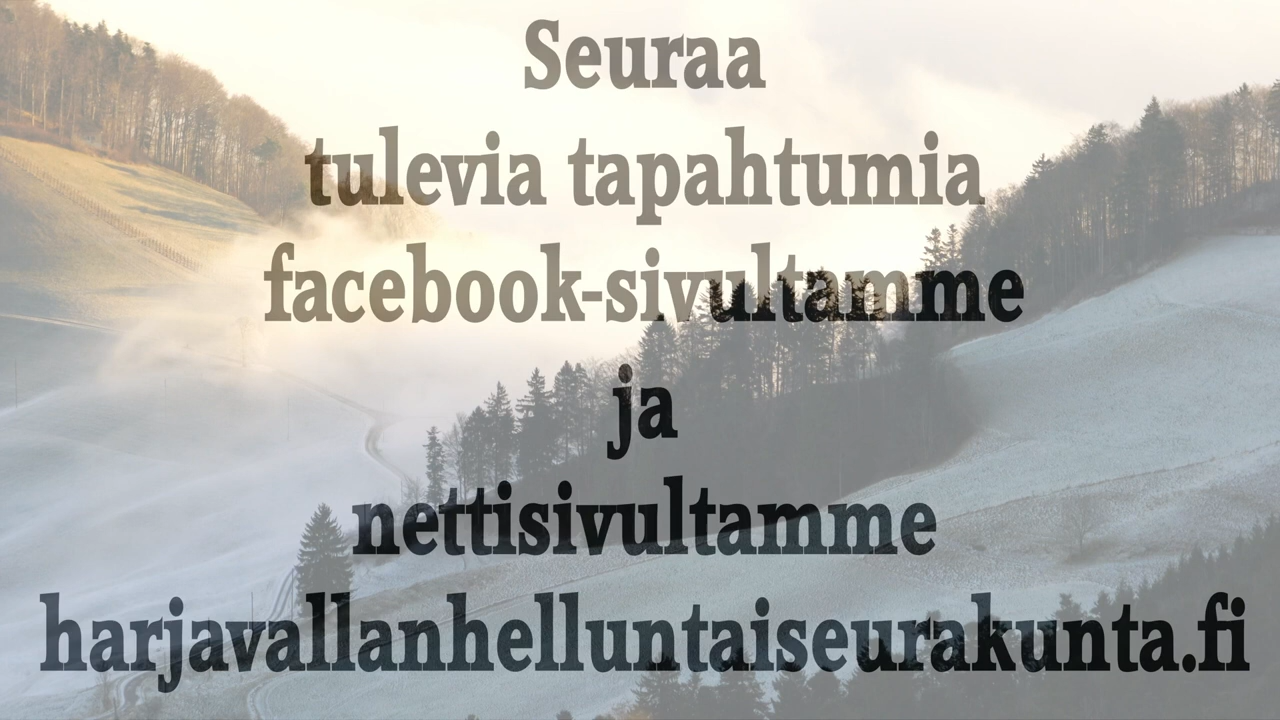 Seuraa
tulevia tapahtumia
facebook-sivultamme
ja
nettisivultamme
harjavallanhelluntaiseurakunta.fi